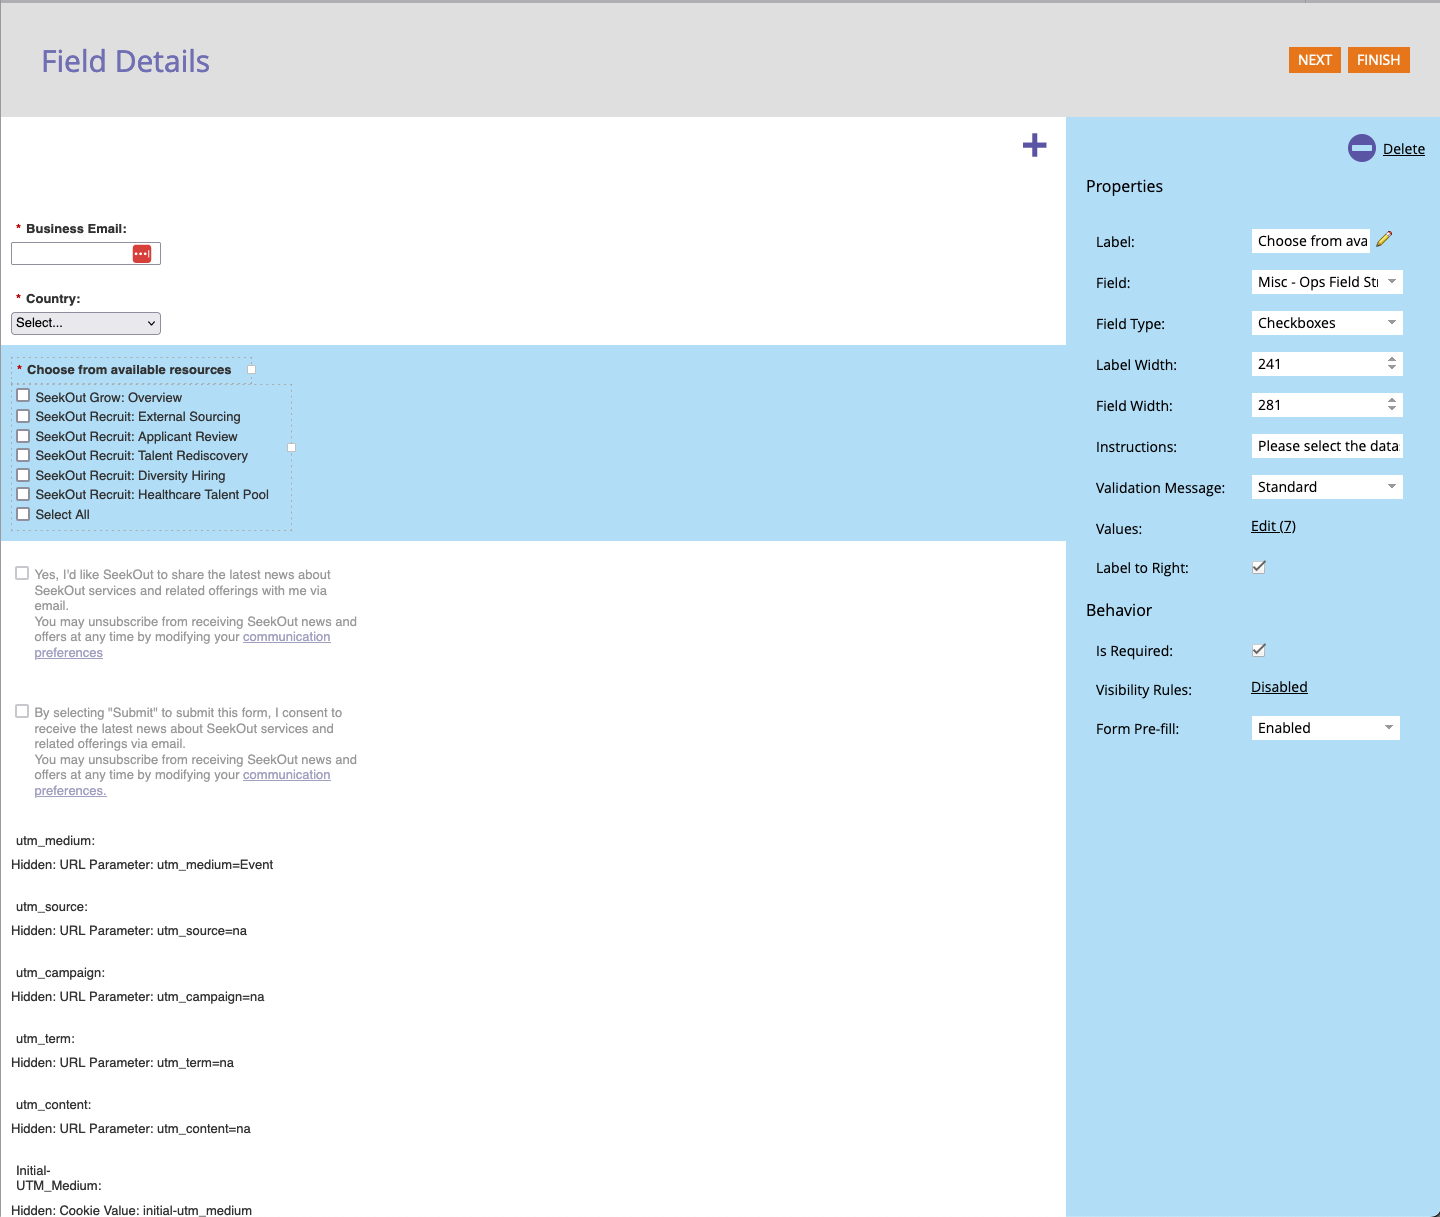 Field Details
NEXT
FINISH
Delete
Properties
* Business Email:
* Country:
Select...
* Choose from available resources
SeekOut Grow: Overview
SeekOut Recruit: External Sourcing
SeekOut Recruit: Applicant Review
SeekOut Recruit: Talent Rediscovery
SeekOut Recruit: Diversity Hiring
SeekOut Recruit: Healthcare Talent Pool
Select All
Yes, I'd like SeekOut to share the latest news about
SeekOut services and related offerings with me via
email.
You may unsubscribe from receiving SeekOut news and
offers at any time by modifying your communication
preferences
By selecting "Submit" to submit this form, I consent to
receive the latest news about SeekOut services and
related offerings via email.
You may unsubscribe from receiving SeekOut news and
offers at any time by modifying your communication
preferences.
utm_medium:
Hidden: URL Parameter: utm_medium=Event
utm_source:
Hidden: URL Parameter: utm_source=na
utm_campaign:
Hidden: URL Parameter: utm_campaign=na
utm_term:
Hidden: URL Parameter: utm_term=na
utm_content:
Hidden: URL Parameter: utm_content=na
Initial-
UTM_Medium:
Hidden: Cookie Value: initial-utm_medium
Label: Choose from ava
Field: Misc - Ops Field Str
Field Type: Checkboxes
Label Width: 241
Field Width: 281
Instructions: Please select the data
Validation Message: Standard
Values: Edit (7)
Label to Right:
Behavior
Is Required:
Visibility Rules: Disabled
Form Pre-fill: Enabled